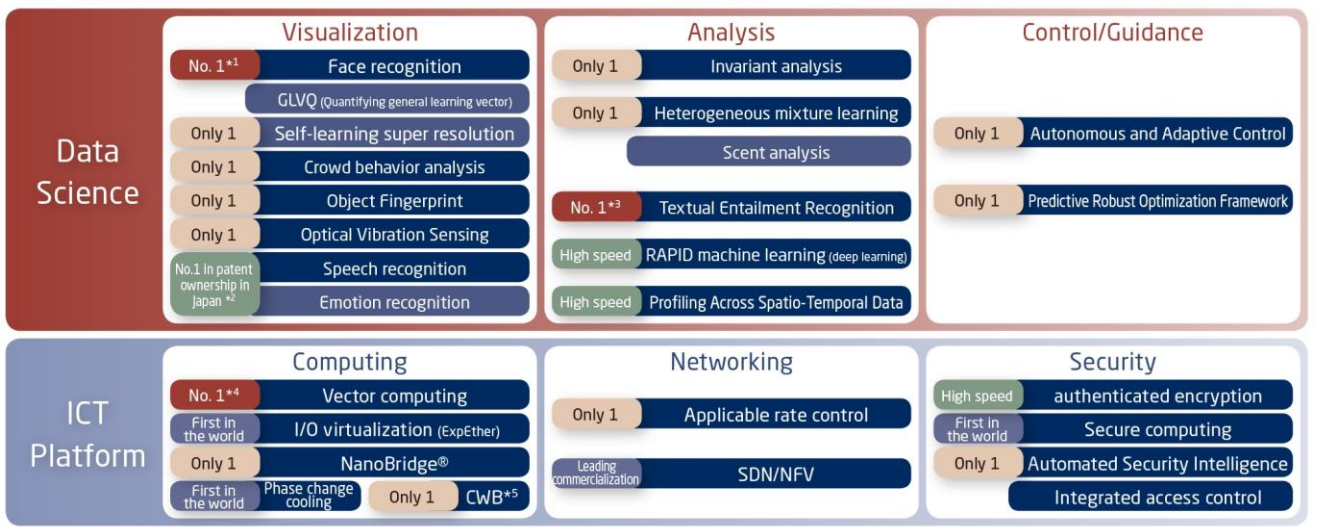 Data
Science
Visualization
No. 1*1 Face recognition
GLVQ (Quantifying general learning vector)
Only 1 Self-learning super resolution
Only 1 Crowd behavior analysis
Only 1 Object Fingerprint
Only 1 Optical Vibration Sensing
No.1 in patent
ownership in
Japan *2
Speech recognition
Emotion recognition
Analysis
Only 1 Invariant analysis
Only 1 Heterogeneous mixture learning
Scent analysis
No. 1*3 Textual Entailment Recognition
High speed RAPID machine learning (deep learning)
High speed Profiling Across Spatio-Temporal Data
Control/Guidance
Only 1 Autonomous and Adaptive Control
Only 1 Predictive Robust Optimization Framework
ICT
Platform
Computing
No. 1*4 Vector computing
First in
the world
I/O virtualization (ExpEther)
Only 1 NanoBridge®
First in
the world
Phase change
cooling
Only 1 CWB*5
Networking
Only 1 Applicable rate control
Leading
commercialization
SDN/NFV
Security
High speed authenticated encryption
First in
the world
Secure computing
Only 1 Automated Security Intelligence
Integrated access control